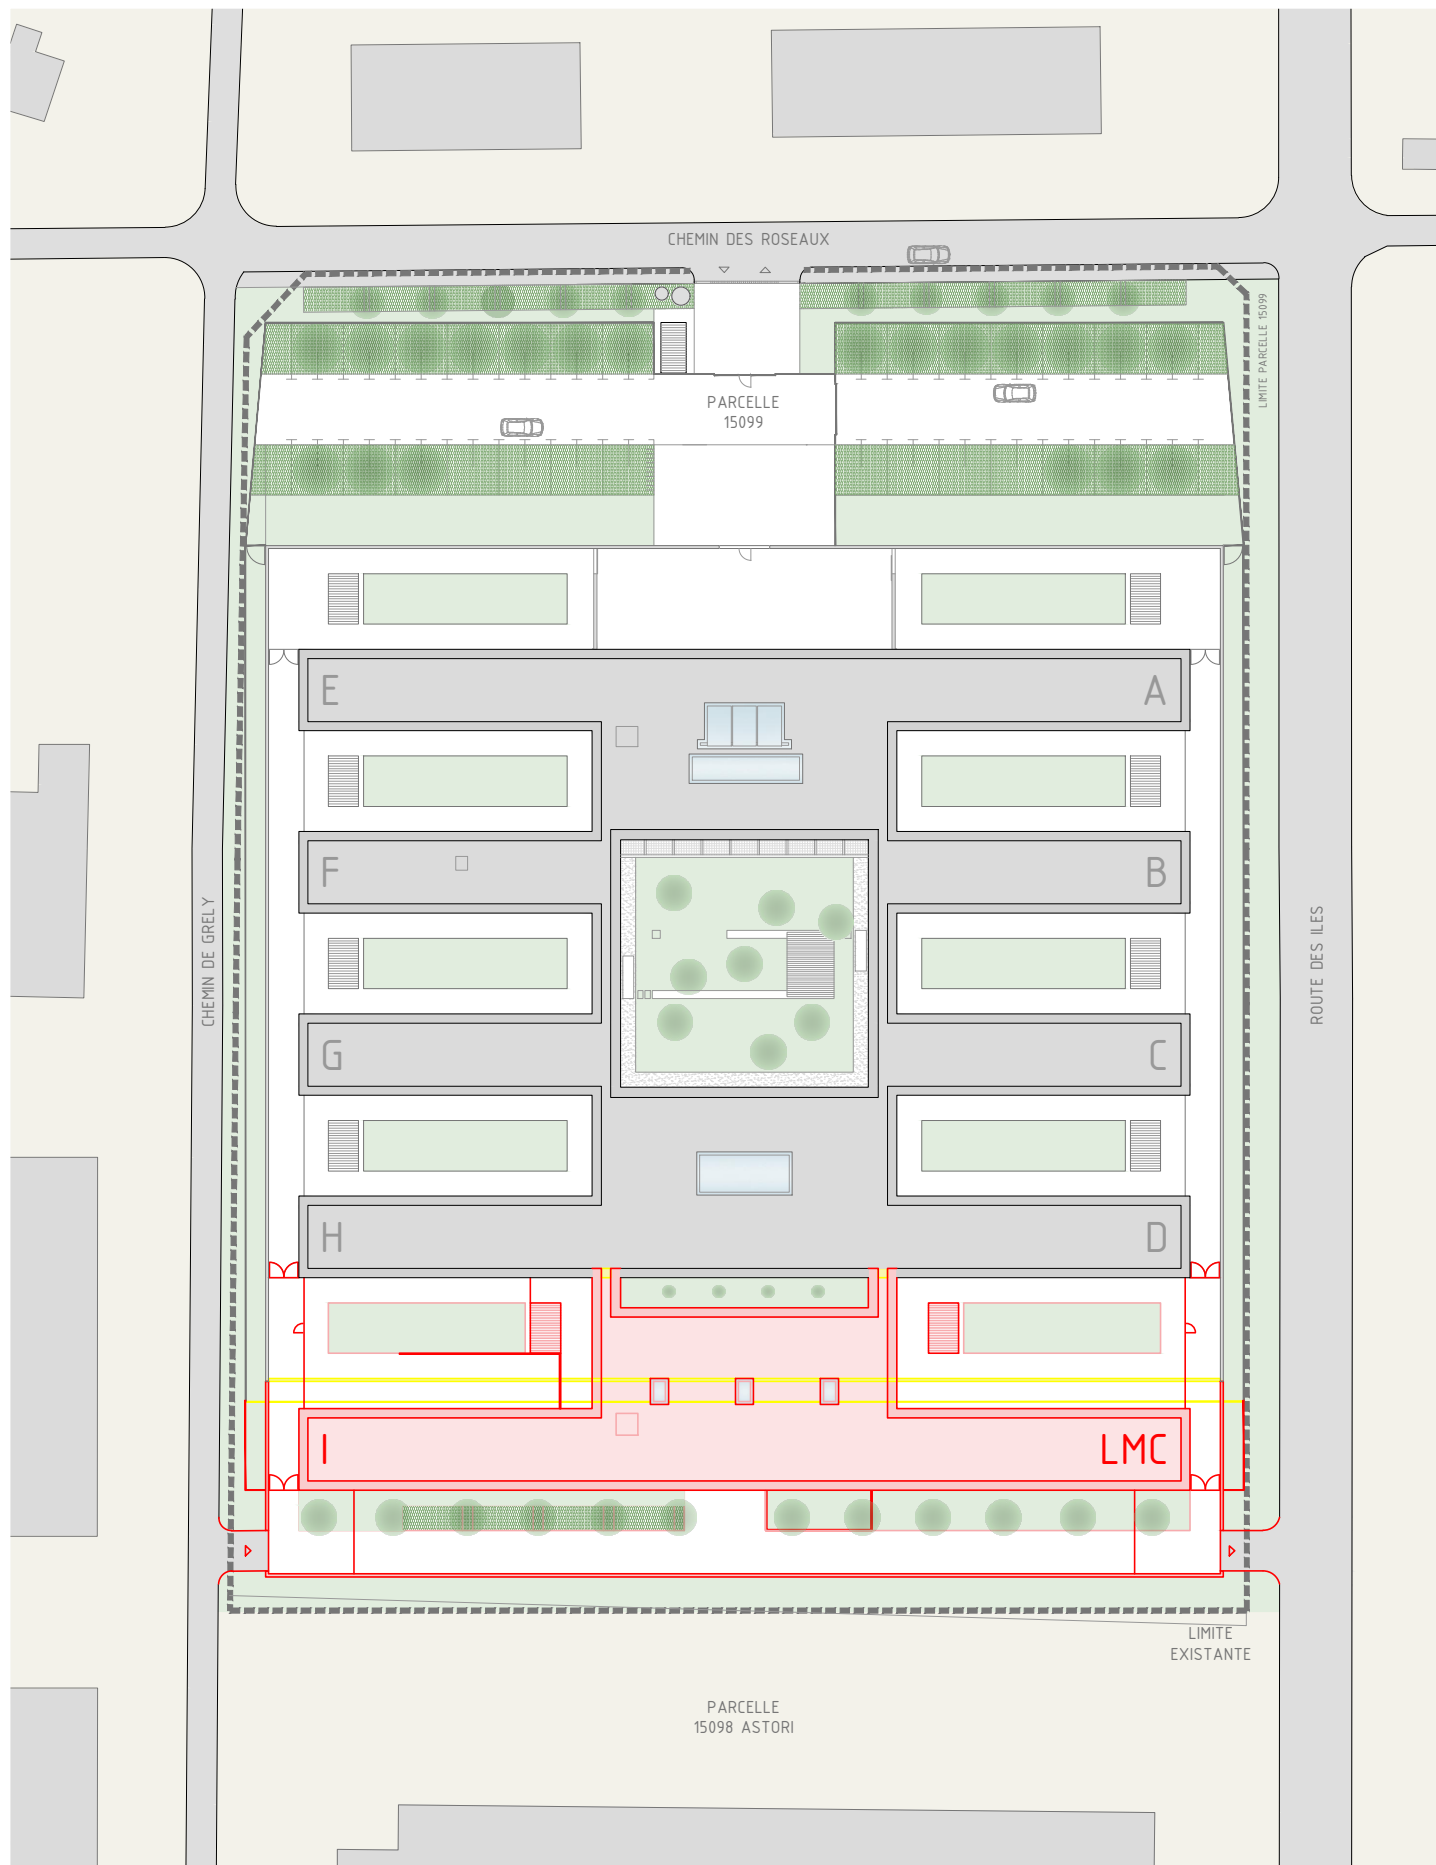 CHEMIN DES ROSEAUX
LIMITE PARCELLE 15099
PARCELLE
15099
E
A
F
B
CHEMIN DE GRELY
ROUTE DES ILES
G
C
H
D
I
LMC
LIMITE
EXISTANTE
PARCELLE
15098 ASTORI